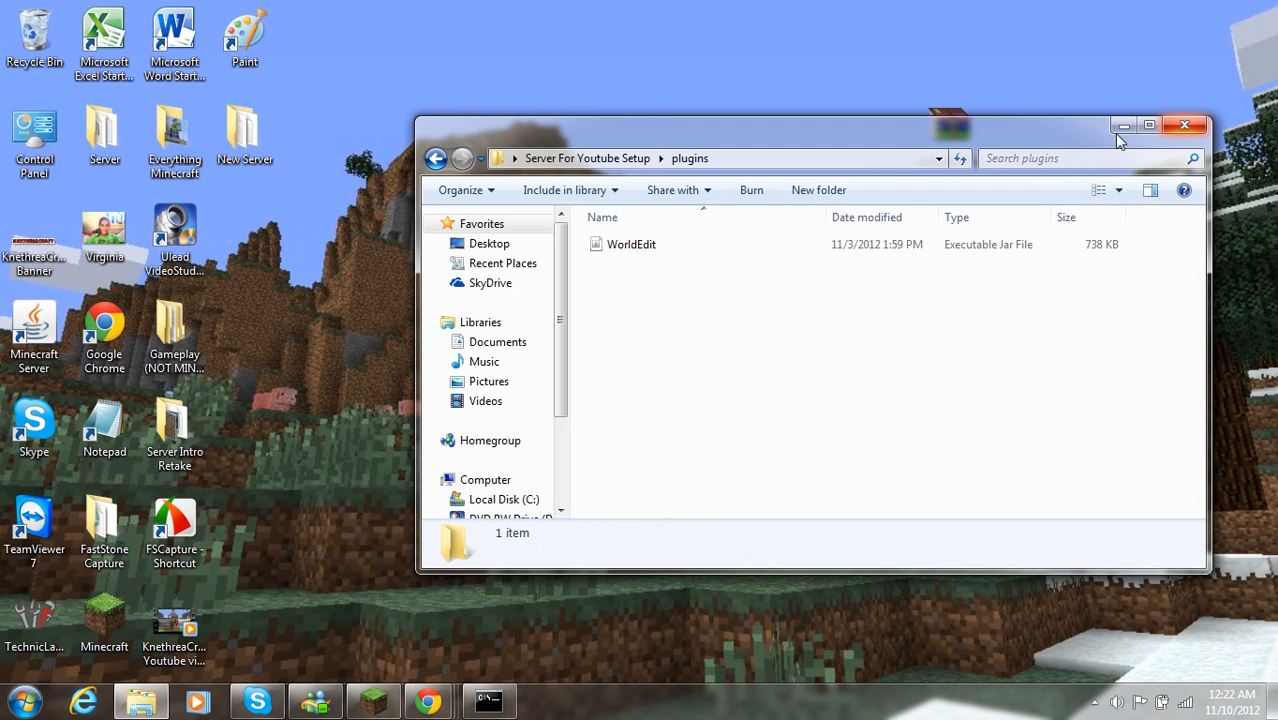 Recycle Bin
Microsoft
Excel Start...
Microsoft
Word Start...
Paint
Control
Panel
Server
Everything
Minecraft
New Server
KnethreaCr...
Banner
Virginia
Ulead
VideoStud...
Minecraft
Server
Google
Chrome
Gameplay
(NOT MIN...
Skype
Notepad
Server Intro
Retake
TeamViewer
7
FastStone
Capture
FSCapture -
Shortcut
TechnicLa...
Minecraft
KnethreaCr...
Youtube vi...
Server For Youtube Setup
plugins
Search plugins
Organize
Include in library
Share with
Burn
New folder
Favorites
Desktop
Recent Places
SkyDrive
Libraries
Documents
Music
Pictures
Videos
Homegroup
Computer
Local Disk (C:)
Name
Date modified
Type
Size
WorldEdit
11/3/2012 1:59 PM
Executable Jar File
738 KB
1 item
12:22 AM
11/10/2012